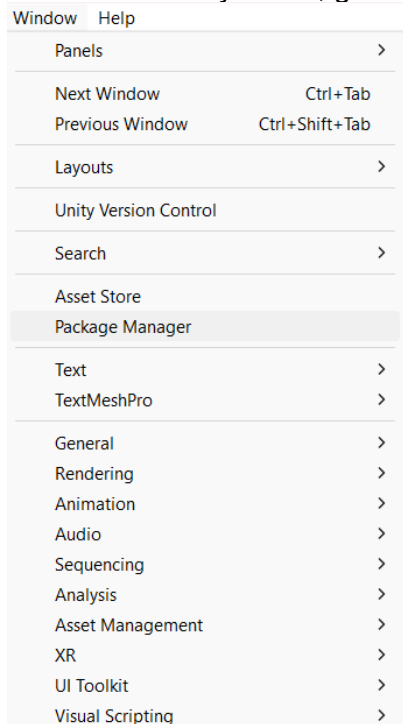 Window Help
Panels
Next Window Ctrl+Tab
Previous Window Ctrl+Shift+Tab
Layouts
Unity Version Control
Search
Asset Store
Package Manager
Text
TextMeshPro
General
Rendering
Animation
Audio
Sequencing
Analysis
Asset Management
XR
UI Toolkit
Visual Scripting